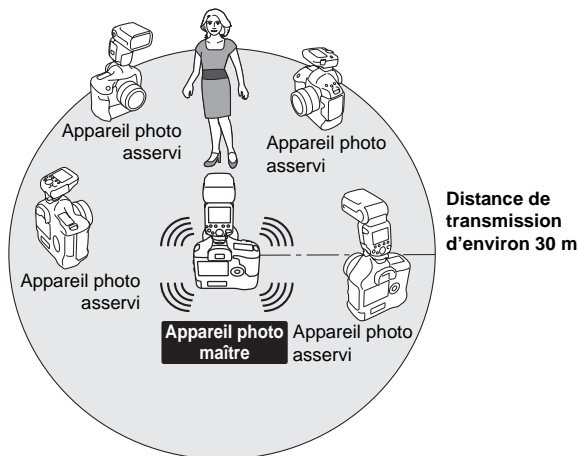 Appareil photo
asservi
Appareil photo
asservi
Appareil photo
asservi
Distance de
transmission
d'environ 30 m
Appareil photo
maître
Appareil photo
asservi